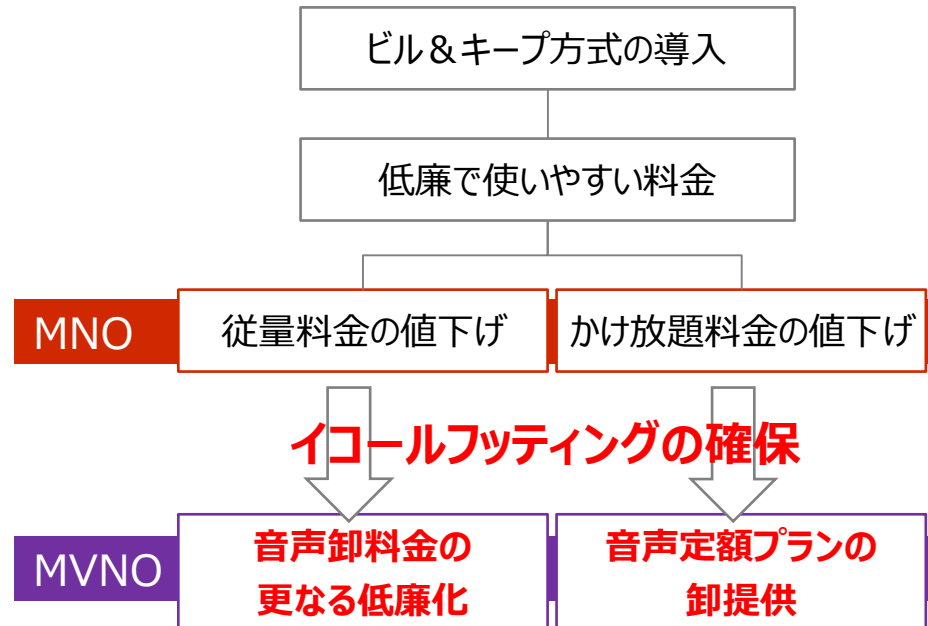 ビル&キープ方式の導入
低廉で使いやすい料金
MNO
従量料金の値下げ
かけ放題料金の値下げ
イコールフッティングの確保
MVNO
音声卸料金の
更なる低廉化
音声定額プランの
卸提供